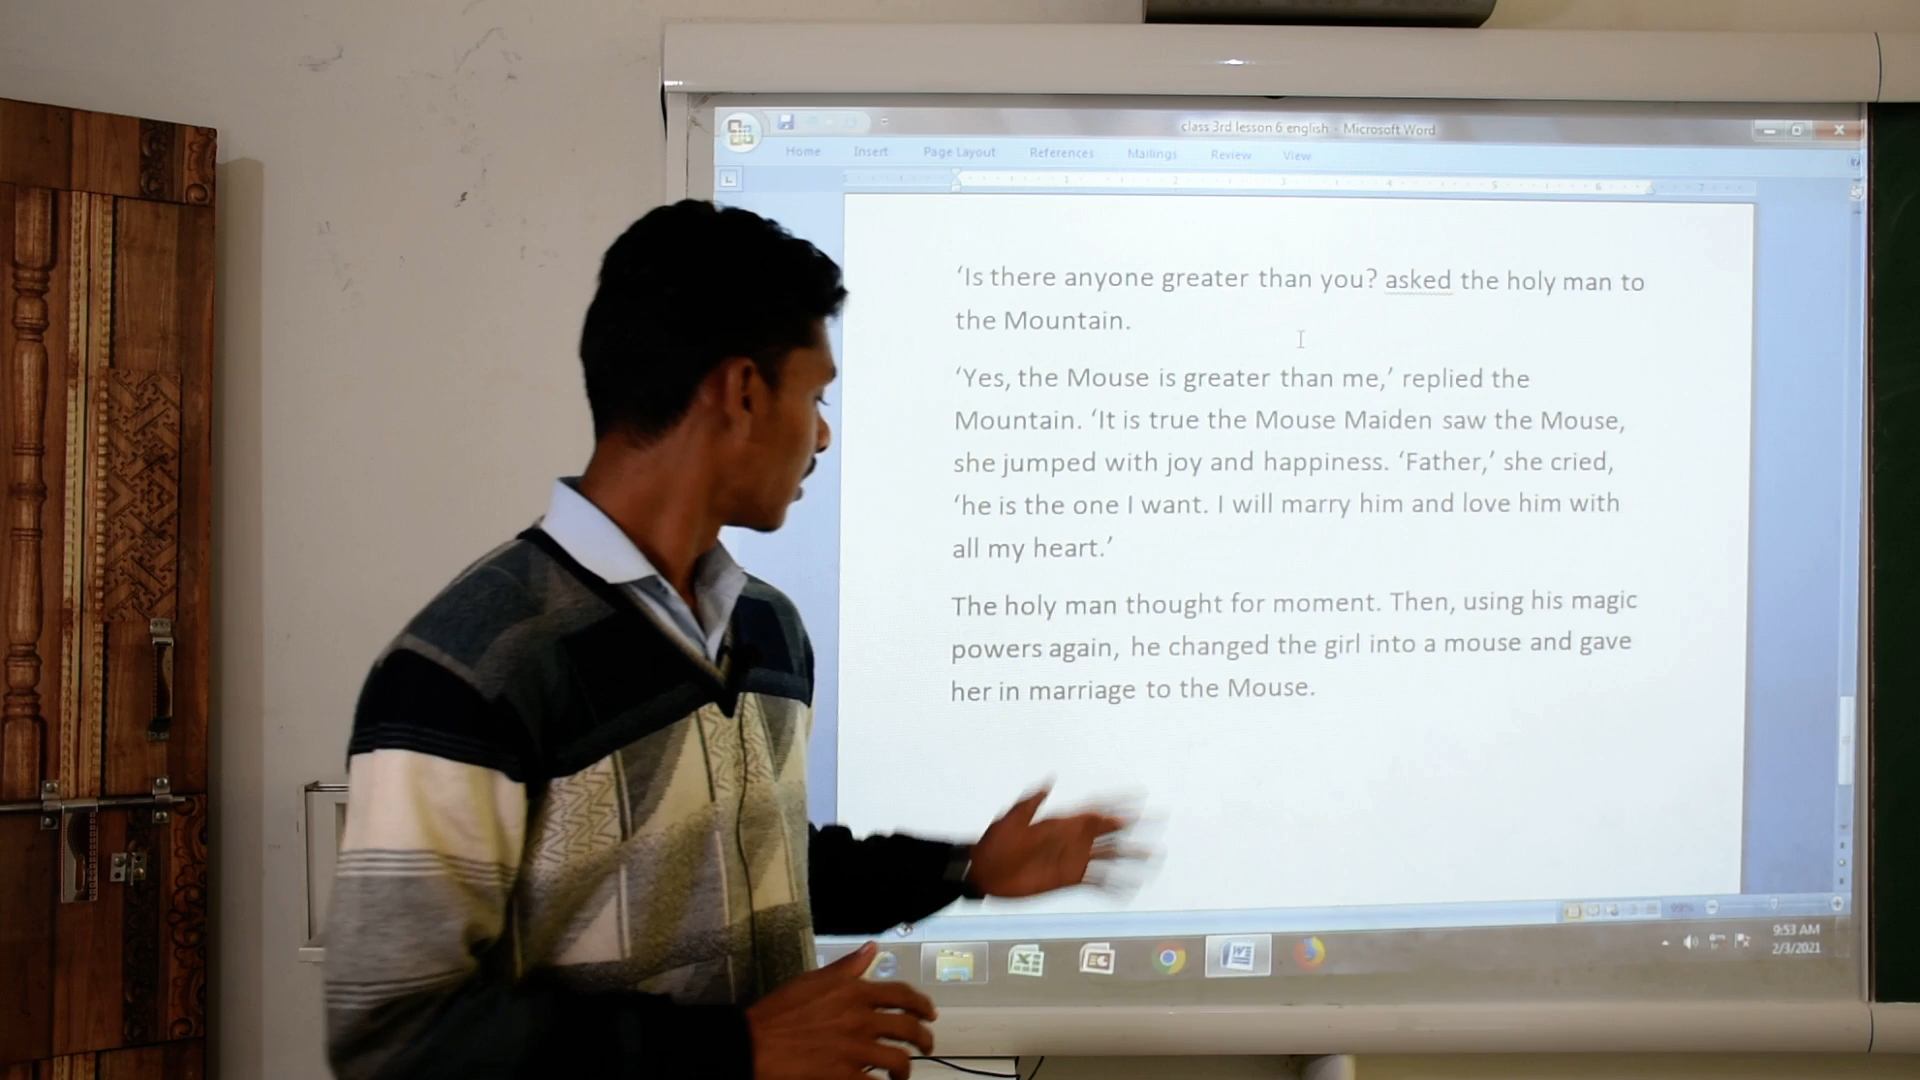 class 3rd lesson 6 english - Microsoft Word
Home Insert Page Layout References Mailings Review View
‘Is there anyone greater than you? asked the holy man to
the Mountain.
‘Yes, the Mouse is greater than me,’ replied the
Mountain. ‘It is true the Mouse Maiden saw the Mouse,
she jumped with joy and happiness. ‘Father,’ she cried,
‘he is the one I want. I will marry him and love him with
all my heart.’
The holy man thought for moment. Then, using his magic
powers again, he changed the girl into a mouse and gave
her in marriage to the Mouse.
9:53 AM
2/3/2021